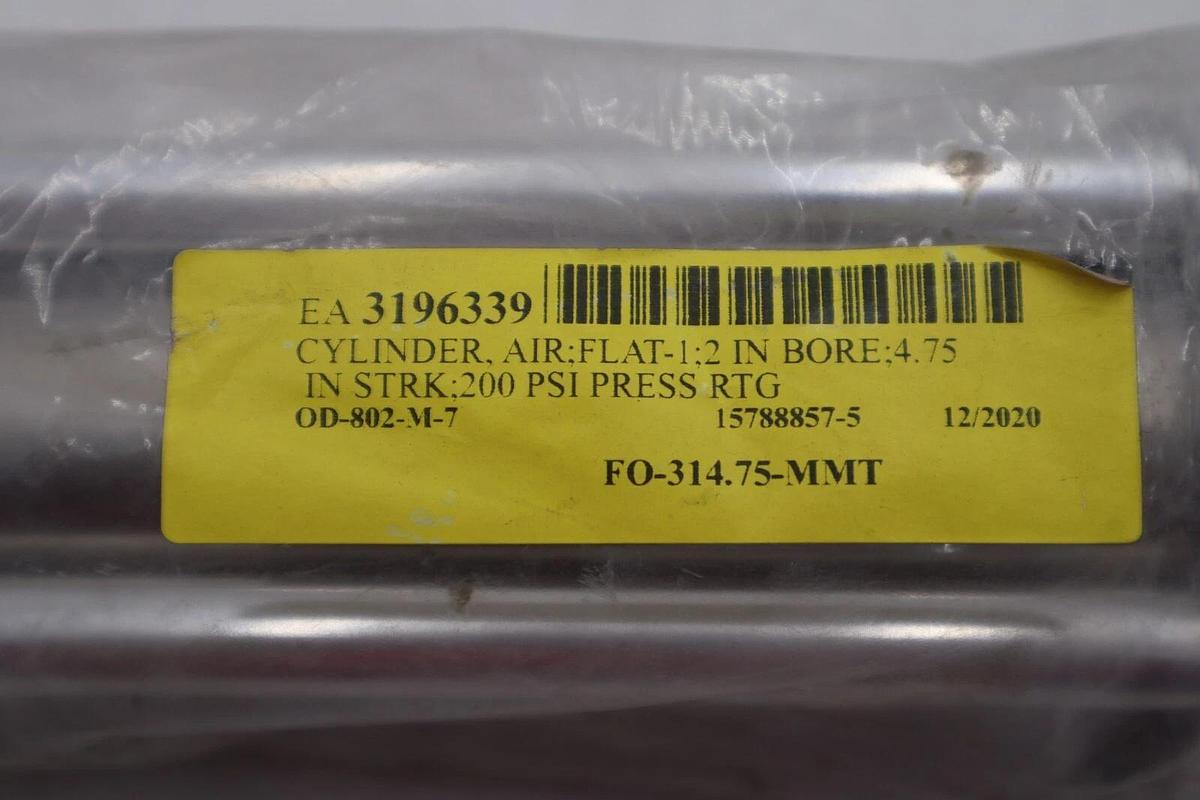 EA 3196339
CYLINDER, AIR;FLAT-1;2 IN BORE;4.75
IN STRK;200 PSI PRESS RTG
OD-802-M-7 15788857-5 12/2020
FO-314.75-MMT